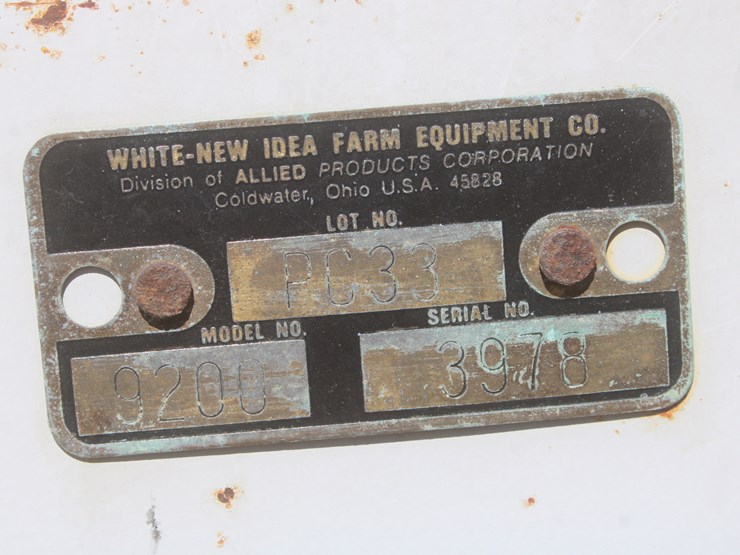 WHITE-NEW IDEA FARM EQUIPMENT CO.
Division of ALLIED PRODUCTS CORPORATION
Coldwater, Ohio U.S.A. 45828
LOT NO.
PC33
MODEL NO. SERIAL NO.
9200 3978